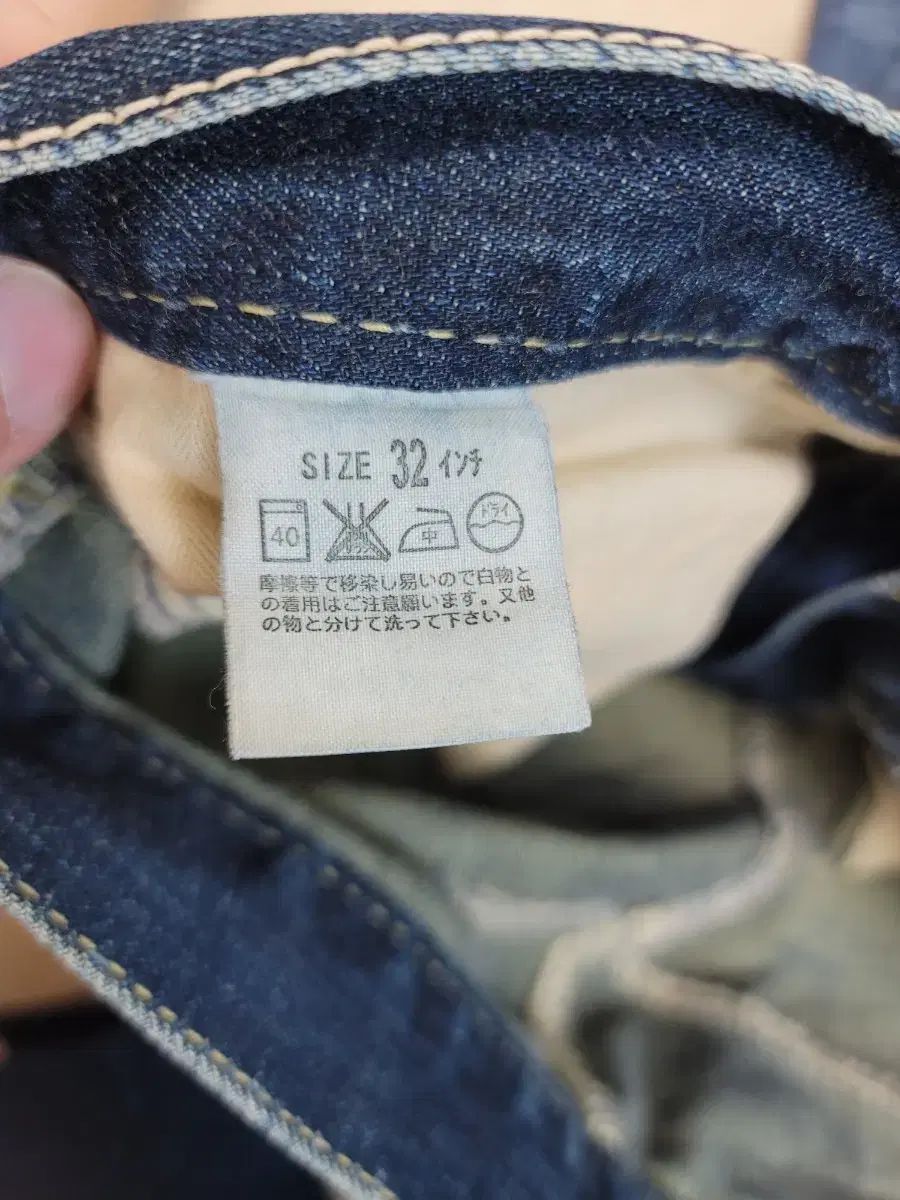 SIZE 32 インチ
40 中 ドライ
摩擦等で移染し易いので白物と
の着用はご注意願います。又他
の物と分けて洗って下さい。